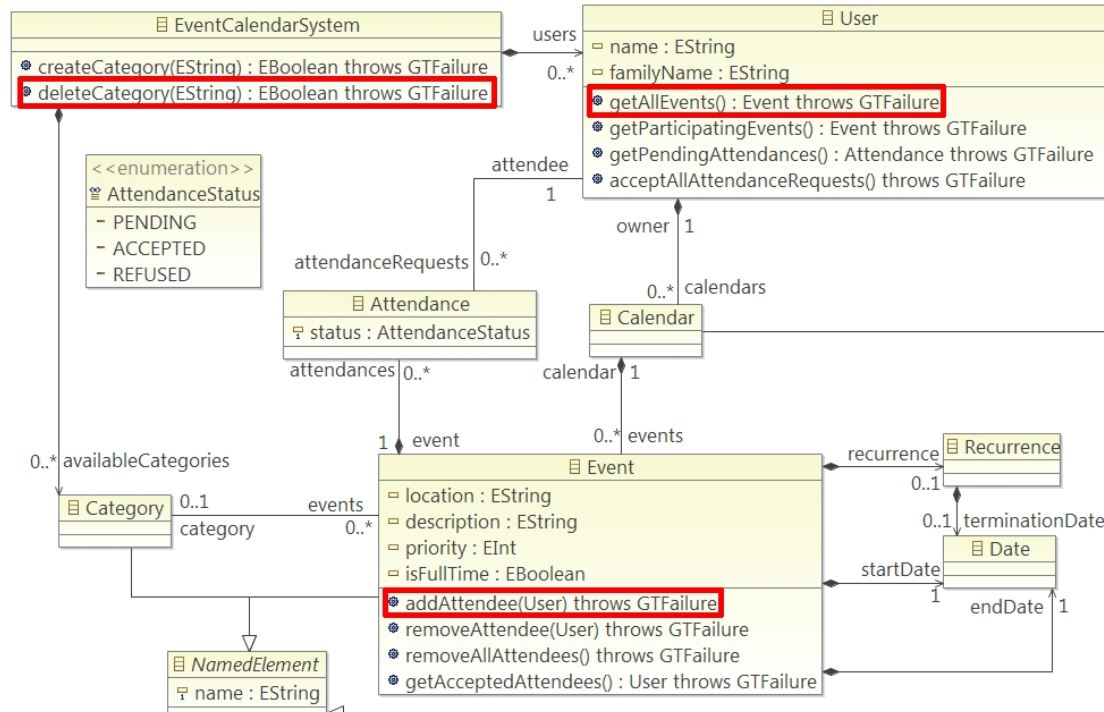 EventCalendarSystem
createCategory(EString) : EBoolean throws GTFailure
deleteCategory(EString) : EBoolean throws GTFailure
users
0..*
User
name : EString
familyName : EString
getAllEvents() : Event throws GTFailure
getParticipatingEvents() : Event throws GTFailure
getPendingAttendances() : Attendance throws GTFailure
acceptAllAttendanceRequests() throws GTFailure
<<enumeration>>
AttendanceStatus
PENDING
ACCEPTED
REFUSED
attendee
1
owner 1
attendanceRequests 0..*
0..* calendars
Attendance
status : AttendanceStatus
Calendar
attendances 0..*
calendar 1
1 event
0..* events
0..* availableCategories
Category
0..1
category
events
0..*
Event
location : EString
description : EString
priority : EInt
isFullTime : EBoolean
addAttendee(User) throws GTFailure
removeAttendee(User) throws GTFailure
removeAllAttendees() throws GTFailure
getAcceptedAttendees() : User throws GTFailure
recurrence
0..1
Recurrence
0..1 terminationDate
Date
startDate
1
endDate 1
NamedElement
name : EString